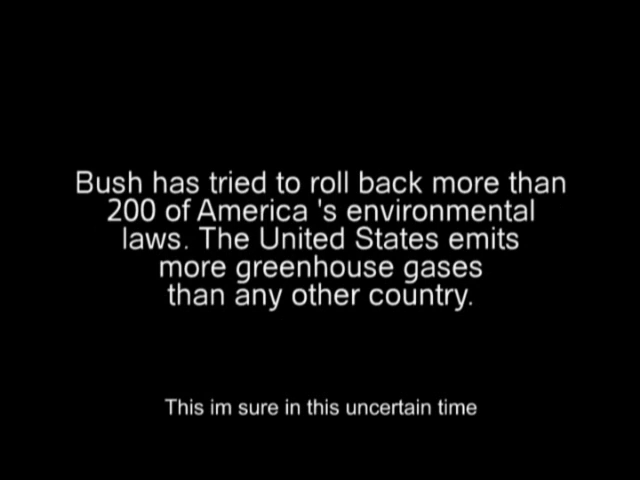 Bush has tried to roll back more than
200 of America 's environmental
laws. The United States emits
more greenhouse gases
than any other country.
This im sure in this uncertain time